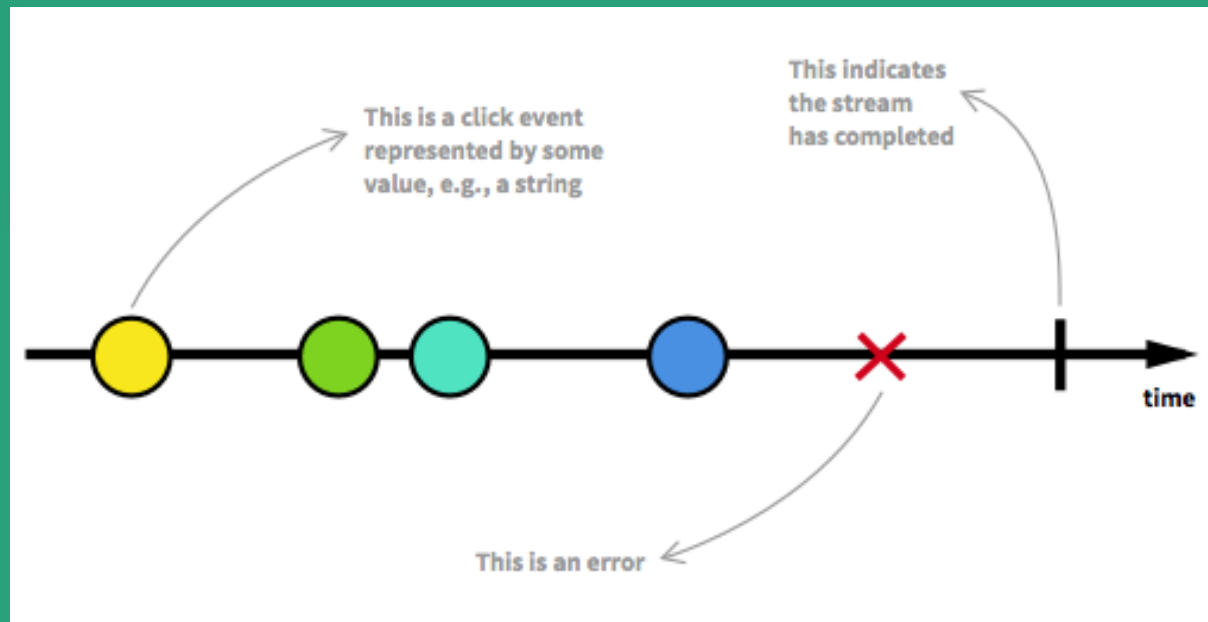 This is a click event
represented by some
value, e.g., a string
This indicates
the stream
has completed
time
This is an error